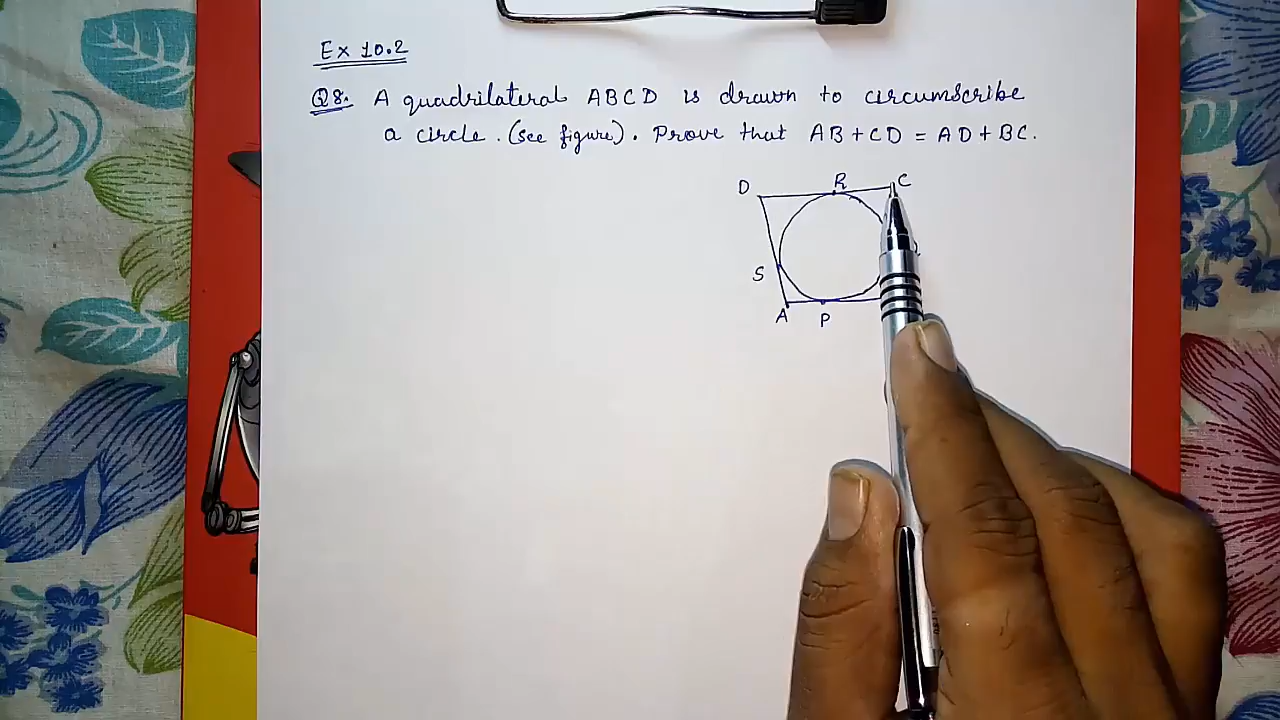 Ex 10.2
Q8. A quadrilateral ABCD is drawn to circumscribe
a circle. (see figure). Prove that AB + CD = AD + BC.
D R C
S
A P